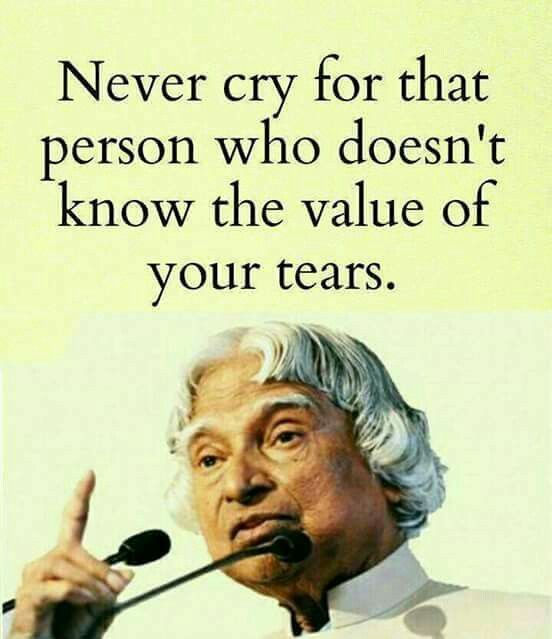 Never cry for that
person who doesn't
know the value of
your tears.